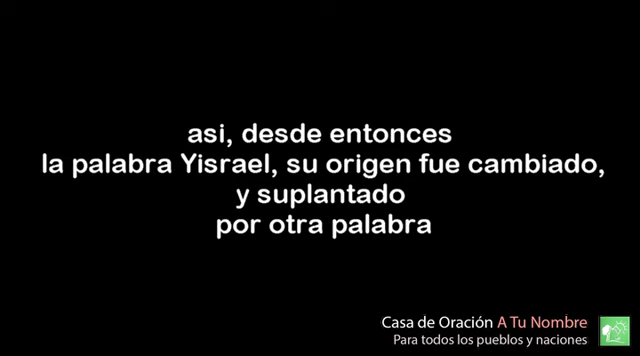 asi, desde entonces
la palabra Yisrael, su origen fue cambiado,
y suplantado
por otra palabra
Casa de Oración A Tu Nombre
Para todos los pueblos y naciones